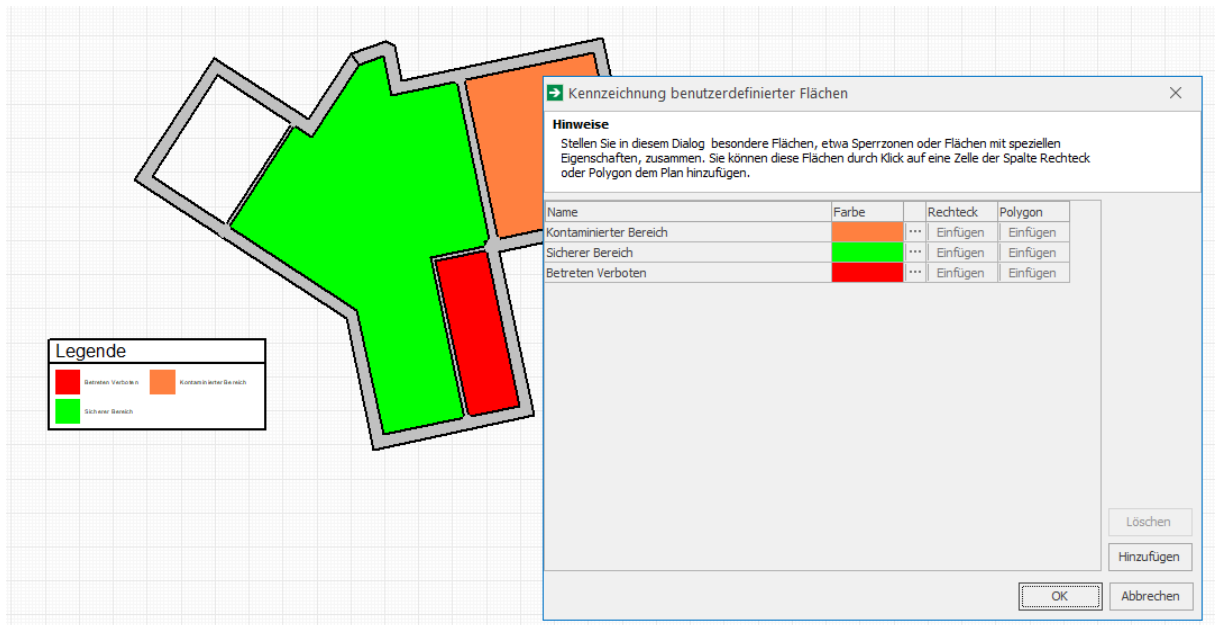 Kennzeichnung benutzerdefinierter Flächen
Hinweise
Stellen Sie in diesem Dialog besondere Flächen, etwa Sperrzonen oder Flächen mit speziellen
Eigenschaften, zusammen. Sie können diese Flächen durch Klick auf eine Zelle der Spalte Rechteck
oder Polygon dem Plan hinzufügen.
Name Farbe Rechteck Polygon
Kontaminierter Bereich ... Einfügen Einfügen
Sicherer Bereich ... Einfügen Einfügen
Betreten Verboten ... Einfügen Einfügen
Legende
Betreten Verboten Kontaminierter Bereich
Sicherer Bereich
Löschen
Hinzufügen
OK Abbrechen